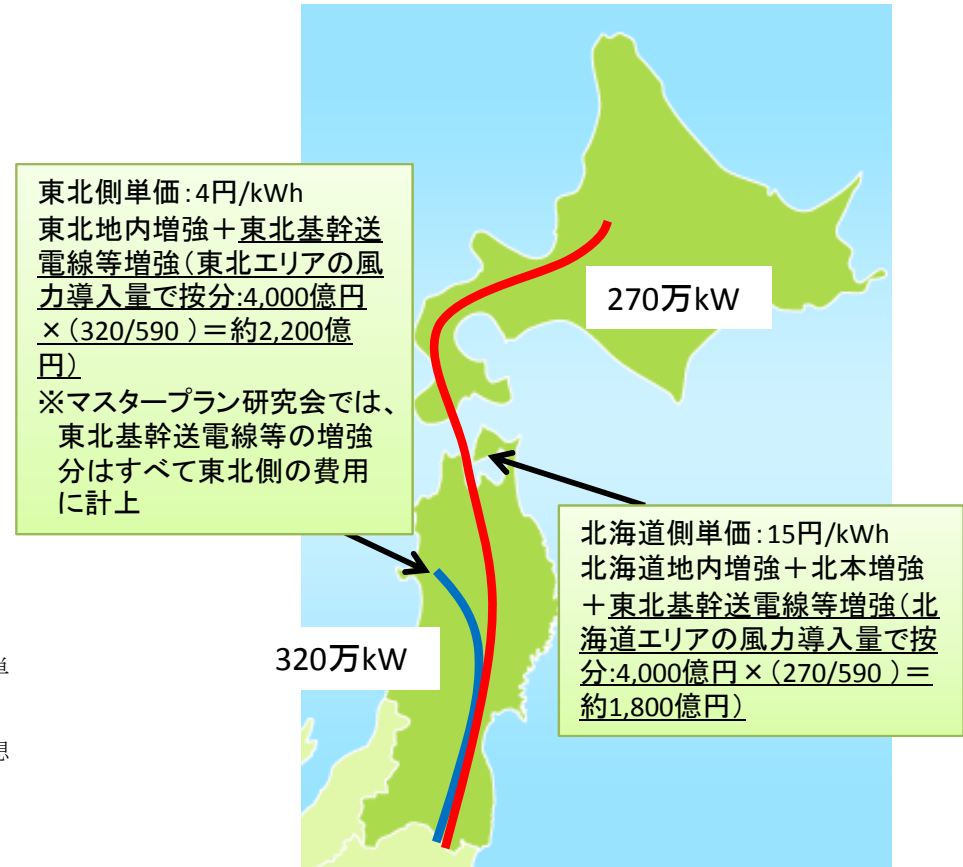 東北側単価:4円/kWh
東北地内増強+東北基幹送
電線等増強(東北エリアの風
力導入量で按分:4,000億円
×(320/590 )=約2,200億
円)
※マスタープラン研究会では、
東北基幹送電線等の増強
分はすべて東北側の費用
に計上
270万kW
北海道側単価:15円/kWh
北海道地内増強+北本増強
+東北基幹送電線等増強(北
海道エリアの風力導入量で按
分:4,000億円×(270/590 )=
約1,800億円)
320万kW
単
想